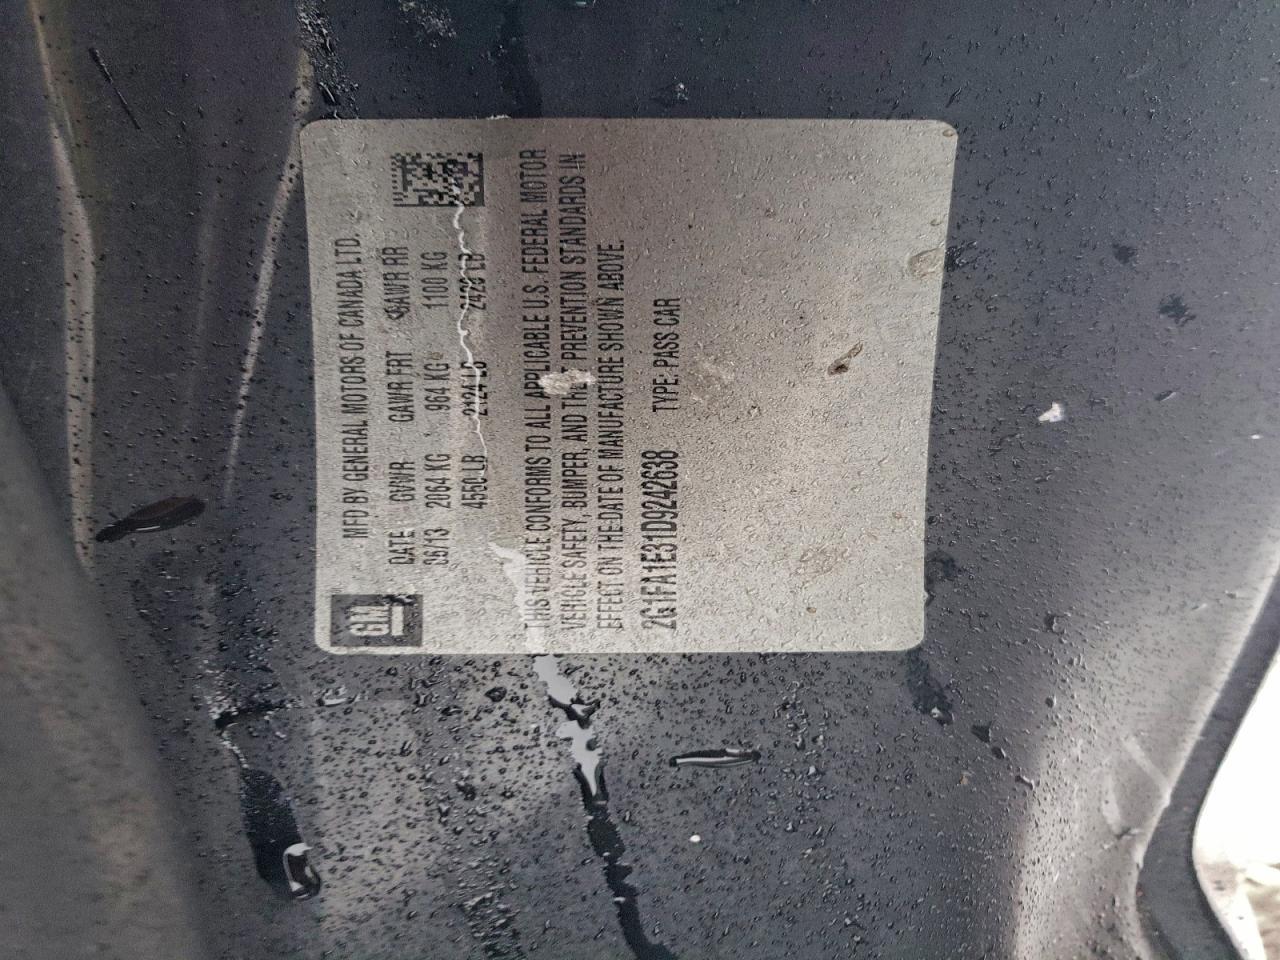 GM
MFD BY GENERAL MOTORS OF CANADA LTD.
DATE GVWR GAWR FRT GAWR RR
06/13 2064 KG 964 KG 1100 KG
4550 LB 2124 LB 2426 LB
THIS VEHICLE CONFORMS TO ALL APPLICABLE U.S. FEDERAL MOTOR
VEHICLE SAFETY, BUMPER, AND THEFT PREVENTION STANDARDS IN
EFFECT ON THE DATE OF MANUFACTURE SHOWN ABOVE.
2G1FA1E31D9242638 TYPE: PASS CAR